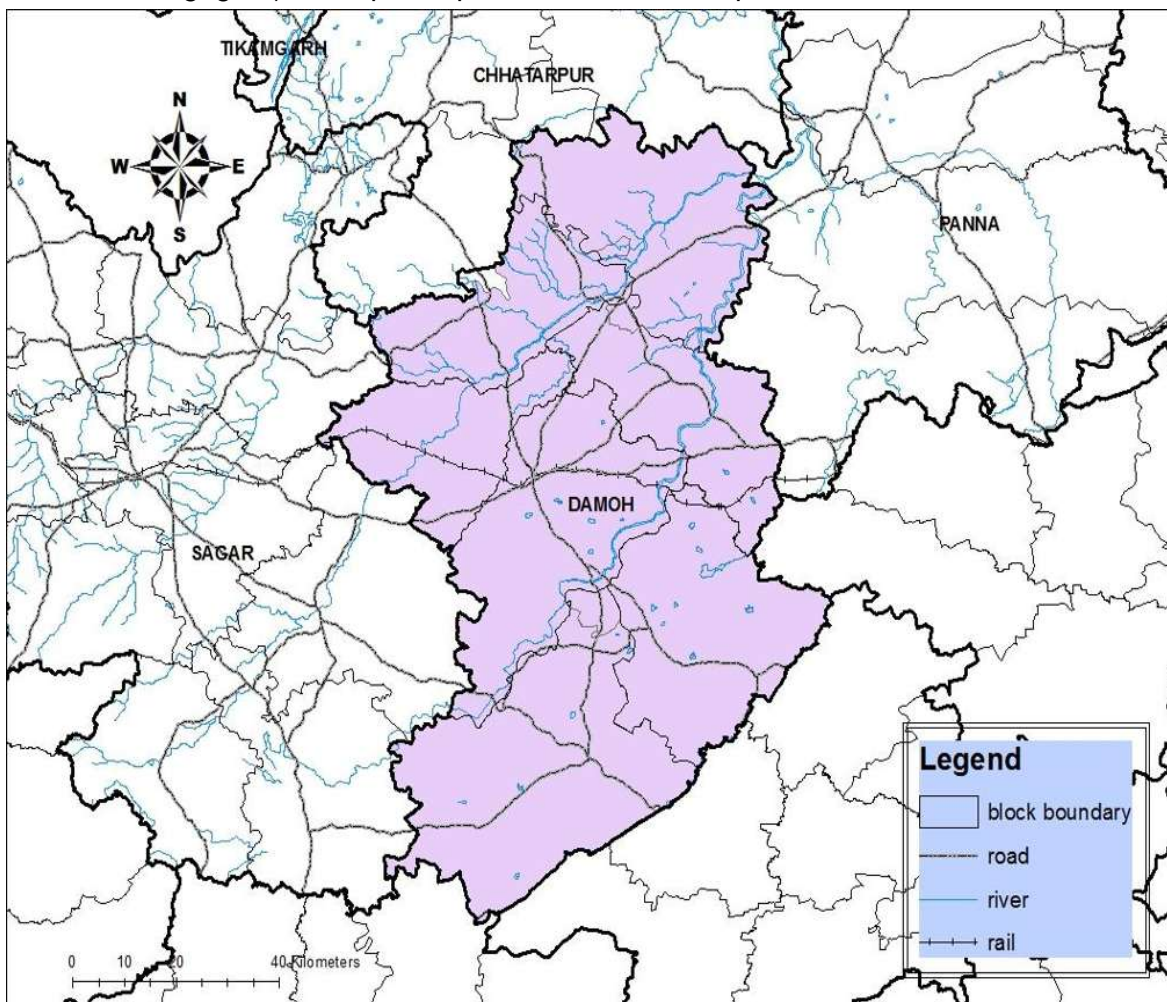 TIKAMGARH
CHHATARPUR
N
W E
S
PANNA
DAMOH
SAGAR
Legend
block boundary
road
river
rail
0 10 20 40 Kilometers